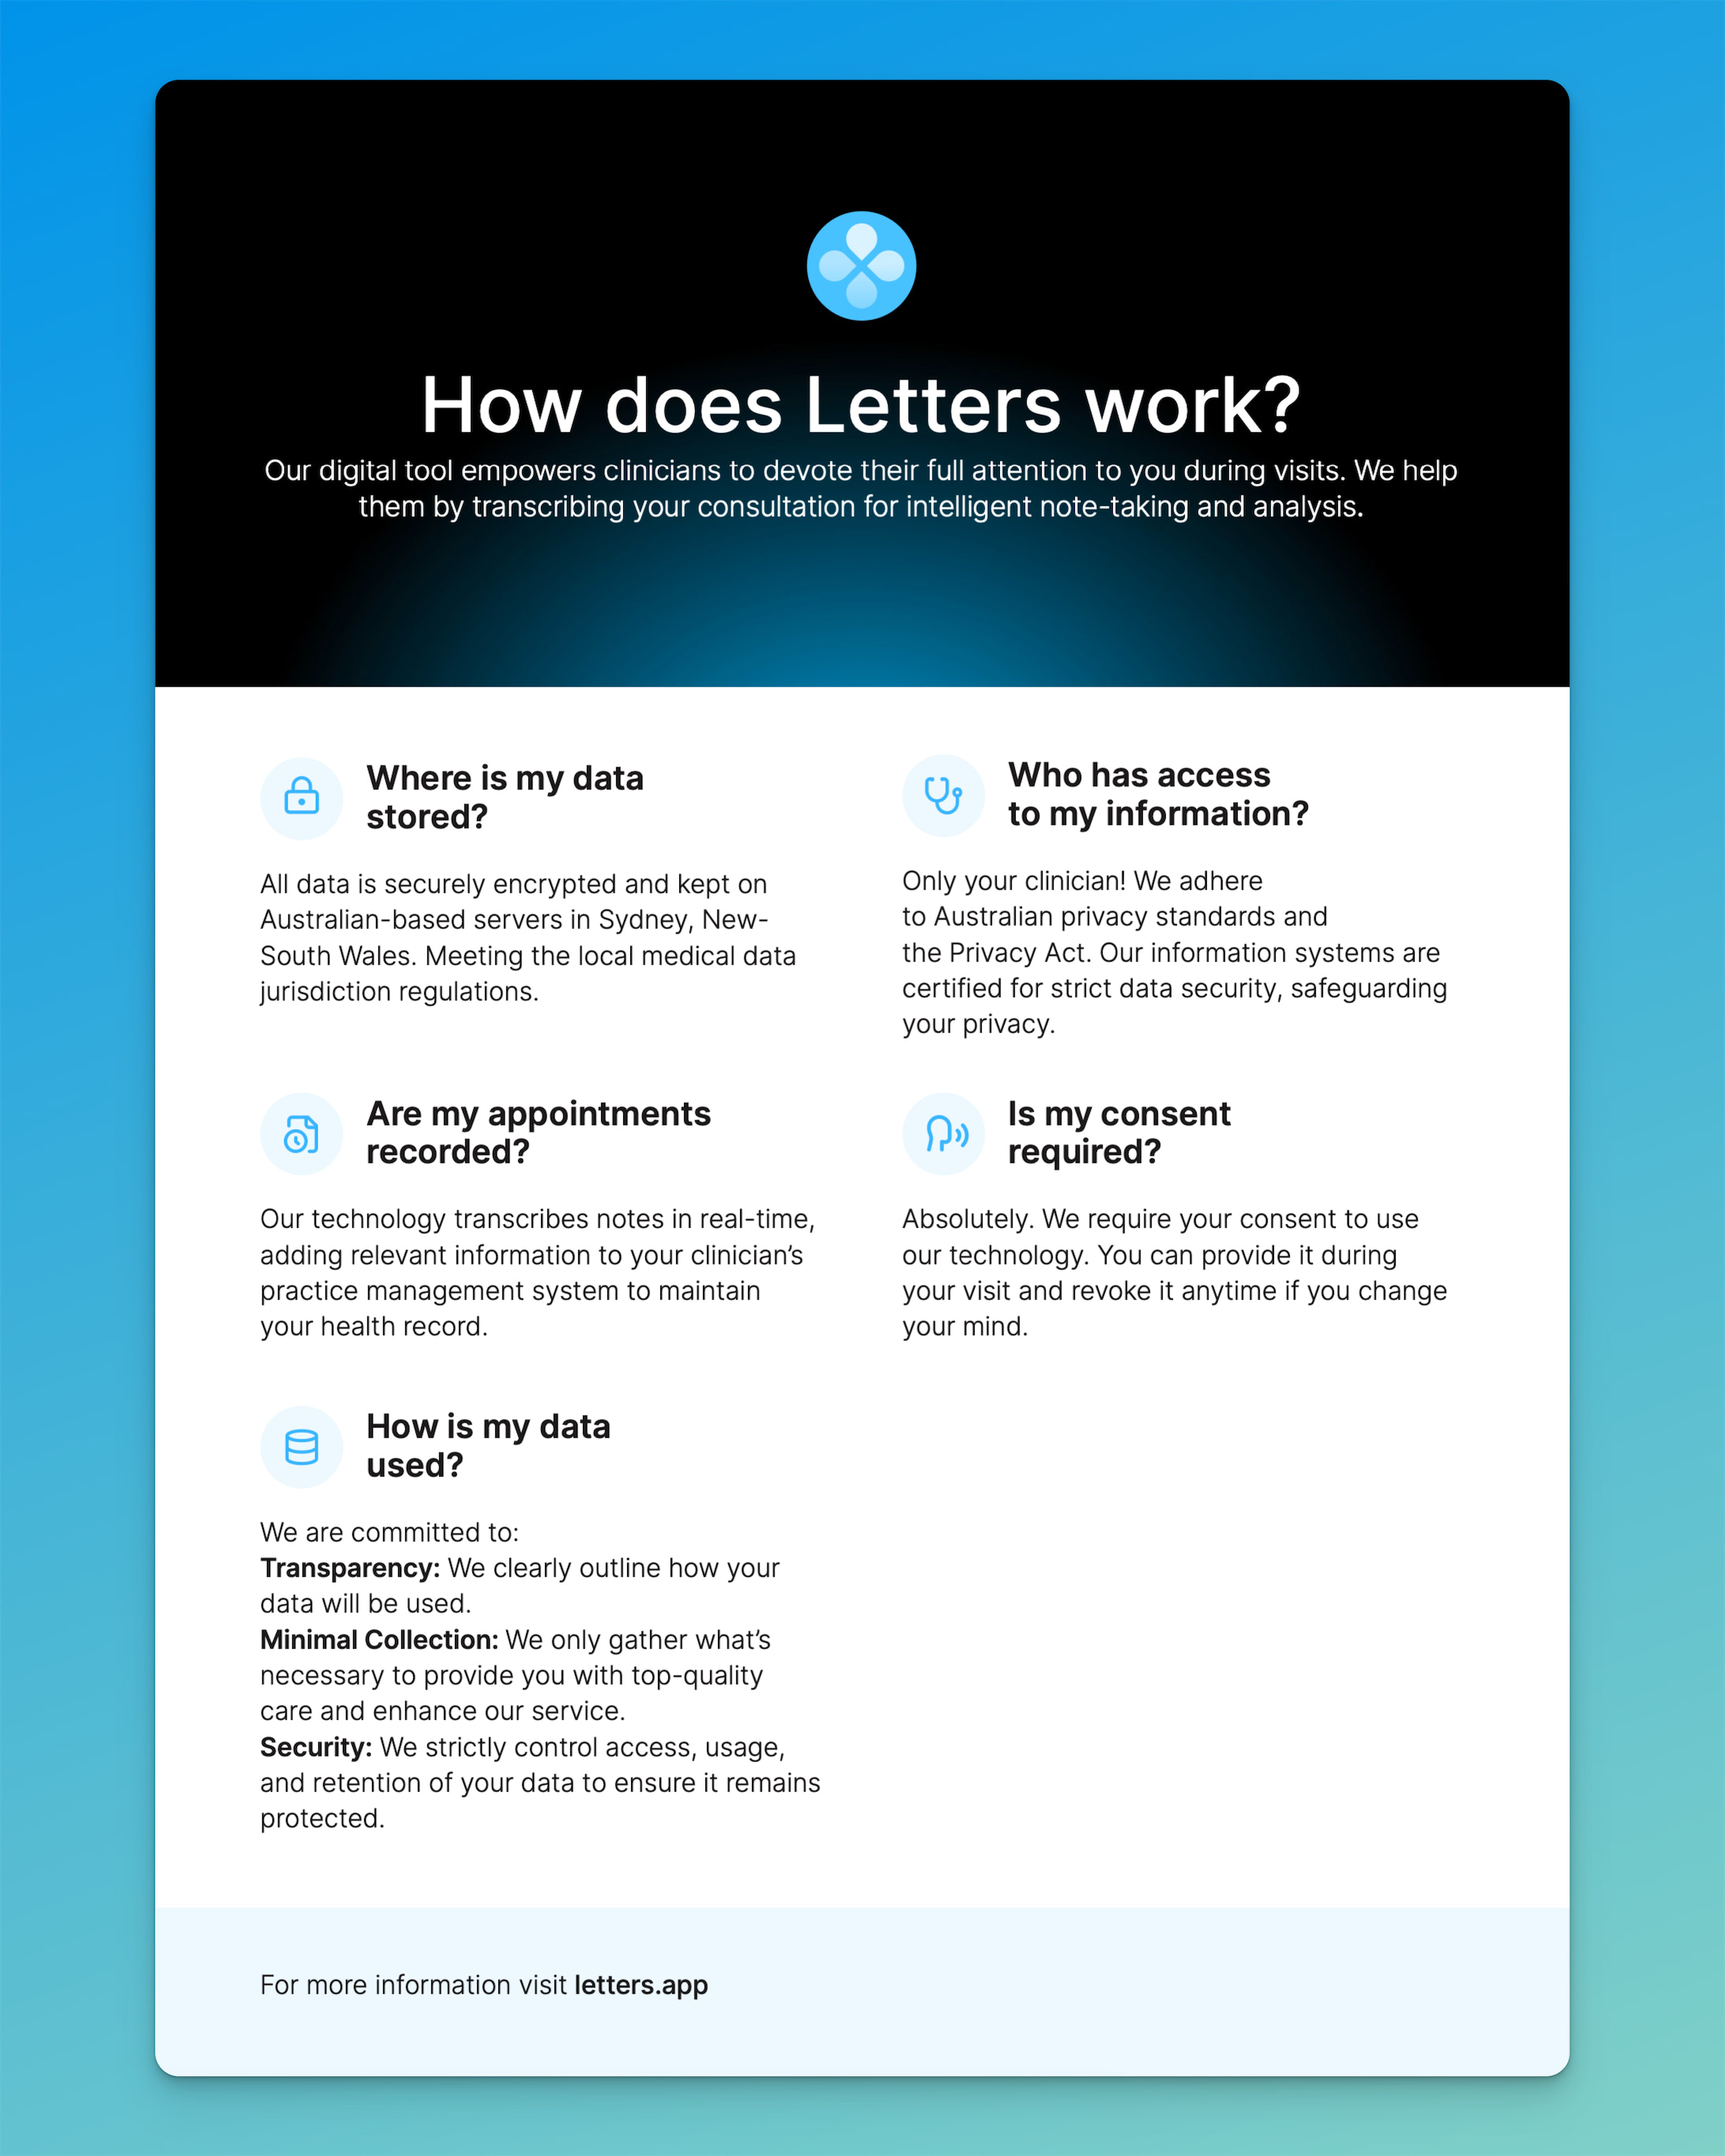 How does Letters work?
Our digital tool empowers clinicians to devote their full attention to you during visits. We help
them by transcribing your consultation for intelligent note-taking and analysis.
Where is my data
stored?
All data is securely encrypted and kept on
Australian-based servers in Sydney, New-
South Wales. Meeting the local medical data
jurisdiction regulations.
Who has access
to my information?
Only your clinician! We adhere
to Australian privacy standards and
the Privacy Act. Our information systems are
certified for strict data security, safeguarding
your privacy.
Are my appointments
recorded?
Our technology transcribes notes in real-time,
adding relevant information to your clinician’s
practice management system to maintain
your health record.
Is my consent
required?
Absolutely. We require your consent to use
our technology. You can provide it during
your visit and revoke it anytime if you change
your mind.
How is my data
used?
We are committed to:
Transparency: We clearly outline how your
data will be used.
Minimal Collection: We only gather what’s
necessary to provide you with top-quality
care and enhance our service.
Security: We strictly control access, usage,
and retention of your data to ensure it remains
protected.
For more information visit letters.app